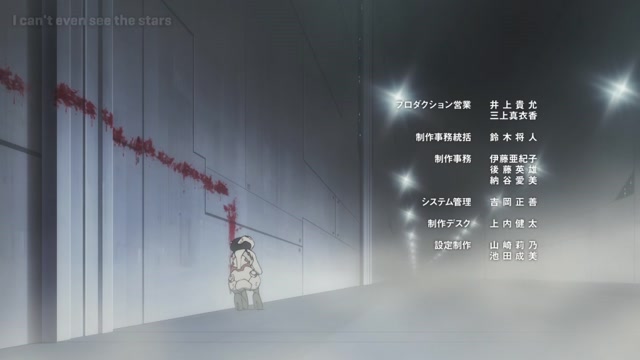 I can't even see the stars
プロダクション営業 井上貴允
三上真衣香
制作事務統括 鈴木将人
制作事務 伊藤亜紀子
後藤英雄
納谷愛美
システム管理 吉岡正善
制作デスク 上内健太
設定制作 山崎莉乃
池田成美